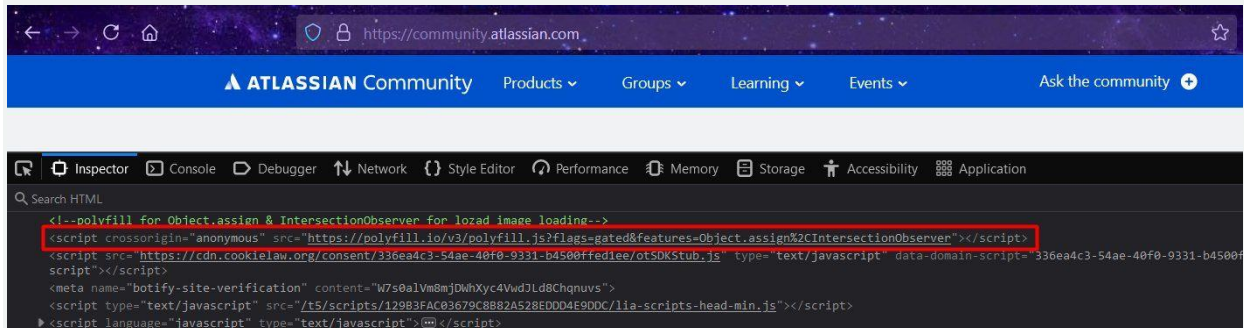 https://community.atlassian.com
ATLASSIAN Community Products Groups Learning Events Ask the community
Inspector Console Debugger Network Style Editor Performance Memory Storage Accessibility Application
Search HTML
<!--polyfill for Object.assign & IntersectionObserver for lozad image loading-->
<script crossorigin="anonymous" src="https://polyfill.io/v3/polyfill.js?flags=gated&features=Object.assign%2CIntersectionObserver"></script>
<script src="https://cdn.cookielaw.org/consent/336ea4c3-54ae-40f0-9331-b4500ffed1ee/otSDKStub.js" type="text/javascript" data-domain-script="336ea4c3-54ae-40f0-9331-b4500f
script"></script>
<meta name="botify-site-verification" content="W7s0alVm8mjDWhXyc4VwdJLd8Chqnuvs">
<script type="text/javascript" src="/t5/scripts/129B3FAC03679C8B82A528EDDD4E9DDC/lia-scripts-head-min.js"></script>
<script language="javascript" type="text/javascript"></script>